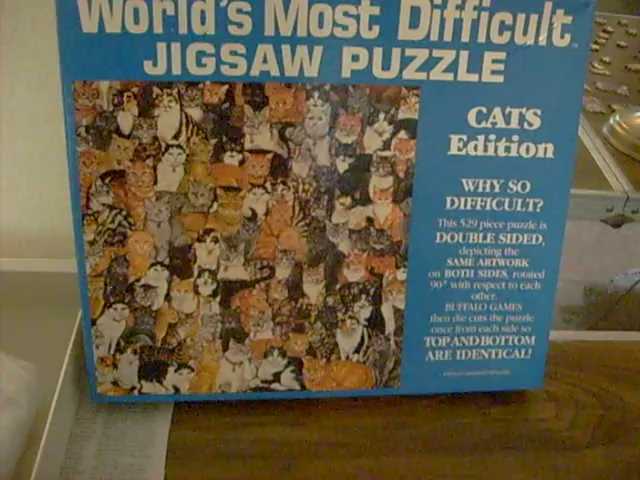 World's Most Difficult
JIGSAW PUZZLE
CATS
Edition
WHY SO
DIFFICULT?
This 529 piece puzzle is
DOUBLE SIDED,
depicting the
SAME ARTWORK
on BOTH SIDES, rotated
90° with respect to each
other.
BUFFALO GAMES
then die cuts the puzzle
once from each side so
TOP AND BOTTOM
ARE IDENTICAL!